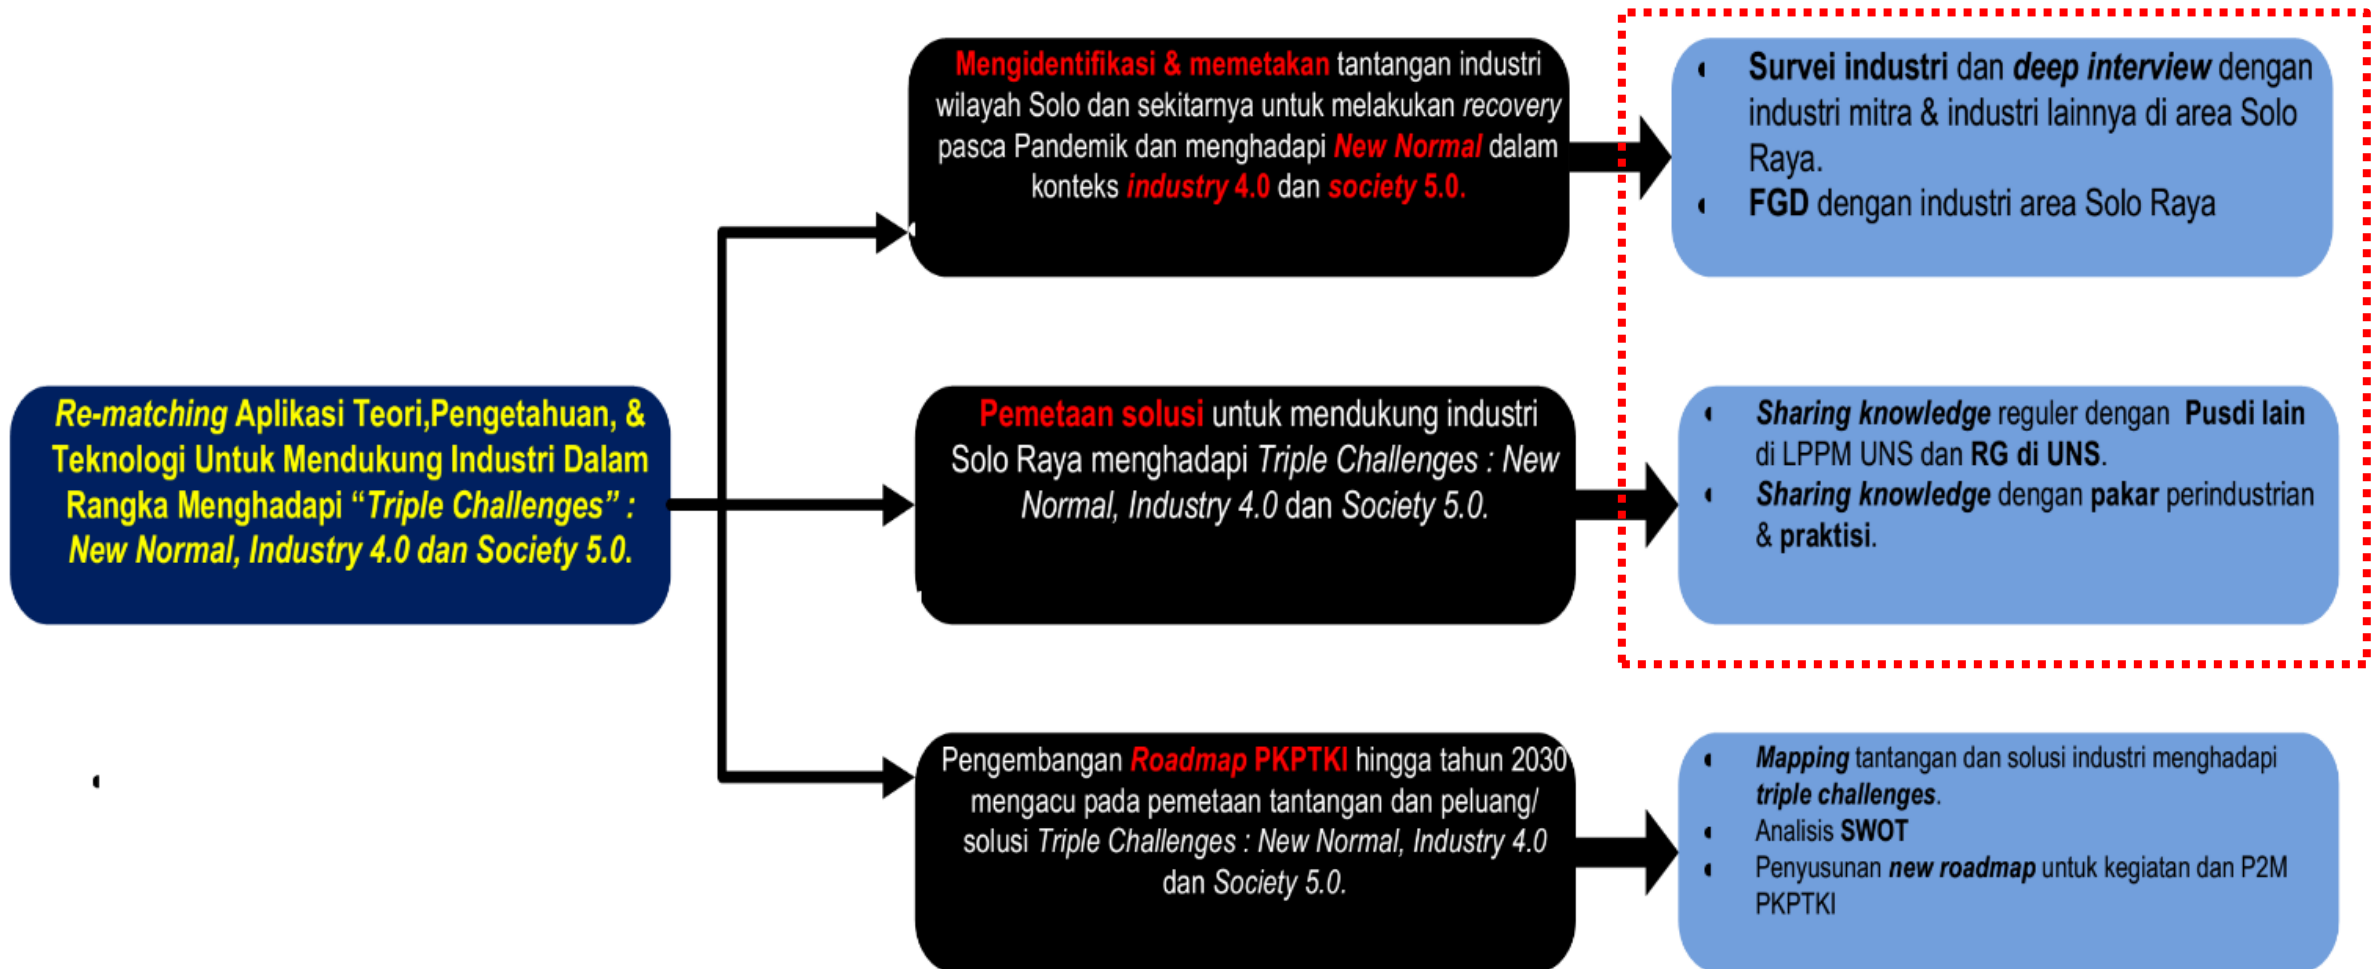 Mengidentifikasi & memetakan tantangan industri
wilayah Solo dan sekitarnya untuk melakukan recovery
pasca Pandemik dan menghadapi New Normal dalam
konteks industry 4.0 dan society 5.0.
• Survei industri dan deep interview dengan
industri mitra & industri lainnya di area Solo
Raya.
• FGD dengan industri area Solo Raya
Re-matching Aplikasi Teori,Pengetahuan, &
Teknologi Untuk Mendukung Industri Dalam
Rangka Menghadapi “Triple Challenges” :
New Normal, Industry 4.0 dan Society 5.0.
Pemetaan solusi untuk mendukung industri
Solo Raya menghadapi Triple Challenges : New
Normal, Industry 4.0 dan Society 5.0.
• Sharing knowledge reguler dengan Pusdi lain
di LPPM UNS dan RG di UNS.
• Sharing knowledge dengan pakar perindustrian
& praktisi.
Pengembangan Roadmap PKPTKI hingga tahun 2030
mengacu pada pemetaan tantangan dan peluang/
solusi Triple Challenges : New Normal, Industry 4.0
dan Society 5.0.
• Mapping tantangan dan solusi industri menghadapi
triple challenges.
• Analisis SWOT
• Penyusunan new roadmap untuk kegiatan dan P2M
PKPTKI